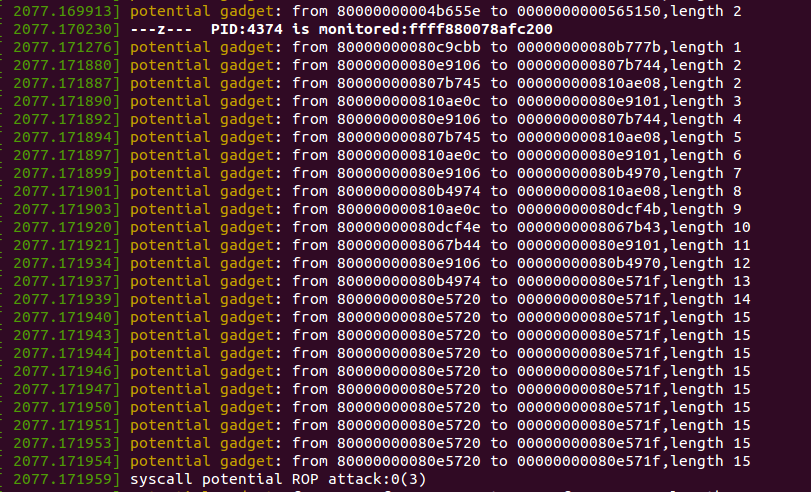 2077.169913] potential gadget: from 80000000004b655e to 0000000000565150,length 2
2077.170230] ---z--- PID:4374 is monitored:ffff880078afc200
2077.171276] potential gadget: from 80000000080c9cbb to 00000000080b777b,length 1
2077.171880] potential gadget: from 80000000080e9106 to 000000000807b744,length 2
2077.171887] potential gadget: from 800000000807b745 to 000000000810ae08,length 2
2077.171890] potential gadget: from 800000000810ae0c to 00000000080e9101,length 3
2077.171892] potential gadget: from 80000000080e9106 to 000000000807b744,length 4
2077.171894] potential gadget: from 800000000807b745 to 000000000810ae08,length 5
2077.171897] potential gadget: from 800000000810ae0c to 00000000080e9101,length 6
2077.171899] potential gadget: from 80000000080e9106 to 00000000080b4970,length 7
2077.171901] potential gadget: from 80000000080b4974 to 000000000810ae08,length 8
2077.171903] potential gadget: from 800000000810ae0c to 00000000080dcf4b,length 9
2077.171920] potential gadget: from 80000000080dcf4e to 0000000008067b43,length 10
2077.171921] potential gadget: from 8000000008067b44 to 00000000080e9101,length 11
2077.171934] potential gadget: from 80000000080e9106 to 00000000080b4970,length 12
2077.171937] potential gadget: from 80000000080b4974 to 00000000080e571f,length 13
2077.171939] potential gadget: from 80000000080e5720 to 00000000080e571f,length 14
2077.171940] potential gadget: from 80000000080e5720 to 00000000080e571f,length 15
2077.171943] potential gadget: from 80000000080e5720 to 00000000080e571f,length 15
2077.171944] potential gadget: from 80000000080e5720 to 00000000080e571f,length 15
2077.171946] potential gadget: from 80000000080e5720 to 00000000080e571f,length 15
2077.171947] potential gadget: from 80000000080e5720 to 00000000080e571f,length 15
2077.171950] potential gadget: from 80000000080e5720 to 00000000080e571f,length 15
2077.171951] potential gadget: from 80000000080e5720 to 00000000080e571f,length 15
2077.171953] potential gadget: from 80000000080e5720 to 00000000080e571f,length 15
2077.171954] potential gadget: from 80000000080e5720 to 00000000080e571f,length 15
2077.171959] syscall potential ROP attack:0(3)